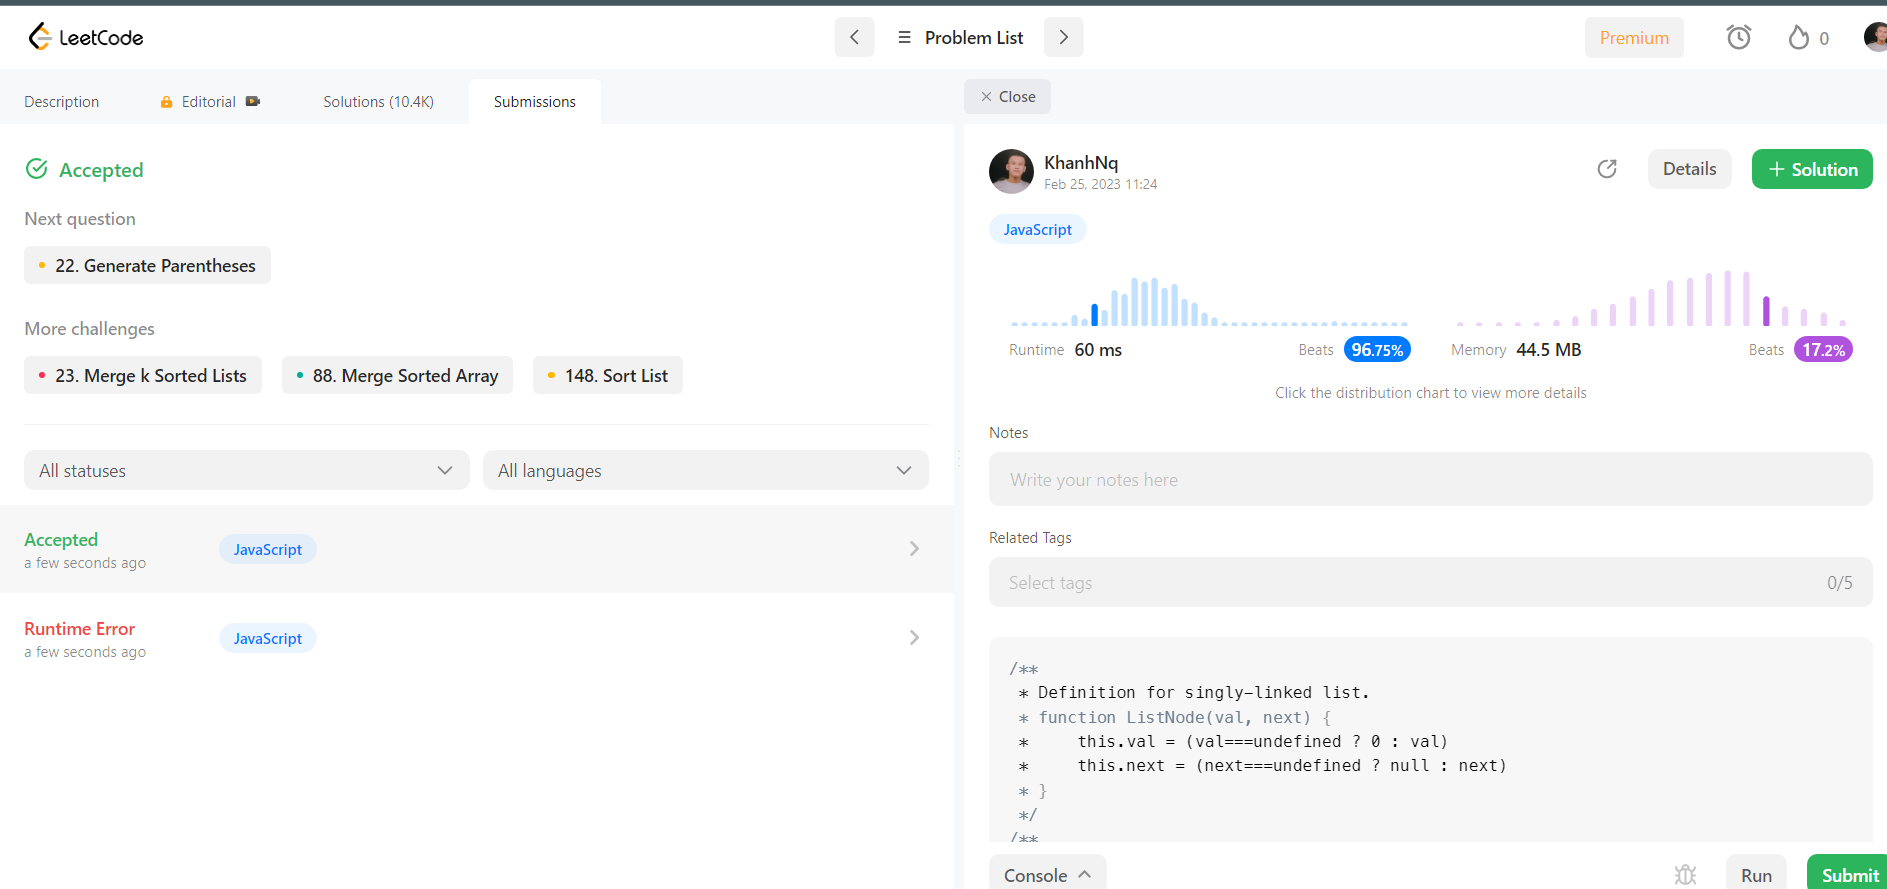 LeetCode
Problem List
Premium
0
Description
Editorial
Solutions (10.4K)
Submissions
Close
Accepted
Next question
22. Generate Parentheses
More challenges
23. Merge k Sorted Lists
88. Merge Sorted Array
148. Sort List
All statuses
All languages
Accepted
a few seconds ago
JavaScript
Runtime Error
a few seconds ago
JavaScript
KhanhNq
Feb 25, 2023 11:24
Details
+ Solution
JavaScript
Runtime 60 ms
Beats 96.75%
Memory 44.5 MB
Beats 17.2%
Click the distribution chart to view more details
Notes
Write your notes here
Related Tags
Select tags
0/5
/**
 * Definition for singly-linked list.
 * function ListNode(val, next) {
 *     this.val = (val===undefined ? 0 : val)
 *     this.next = (next===undefined ? null : next)
 * }
 */
/**
Console
Run
Submit